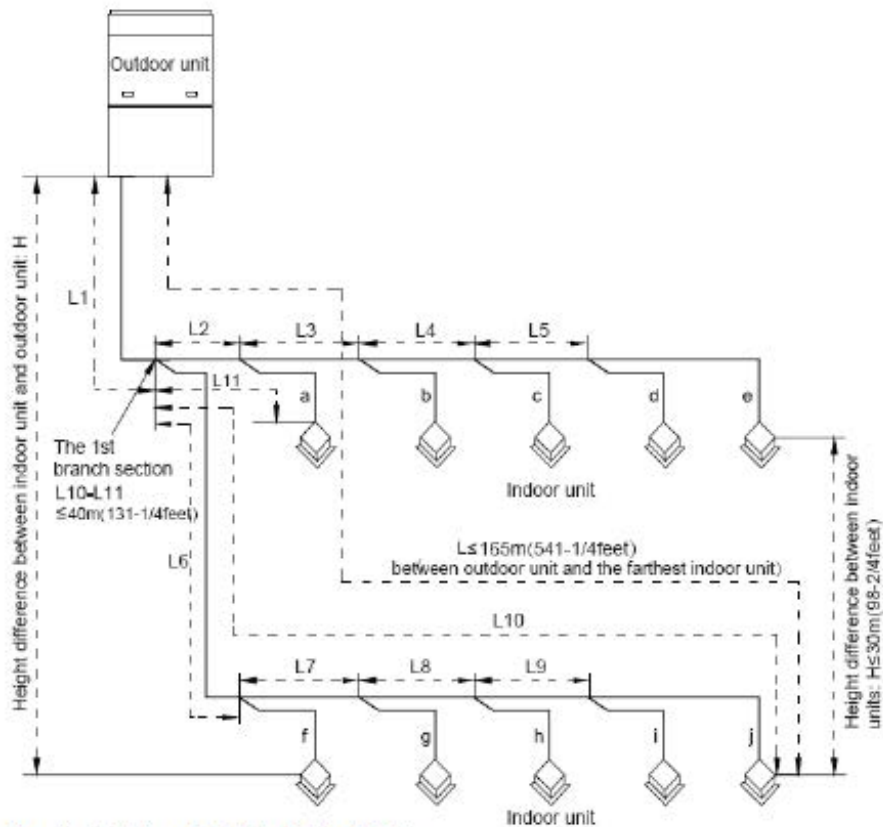 Outdoor unit
Height difference between indoor unit and outdoor unit: H
L1
L2
L3
L4
L5
L11
a
b
c
d
e
The 1st
branch section
L10-L11
≤40m(131-1/4feet)
Indoor unit
L6
L≤165m(541-1/4feet)
between outdoor unit and the farthest indoor unit)
L10
Height difference between indoor
units: H≤30m(98-2/4feet)
L7
L8
L9
f
g
h
i
j
Indoor unit